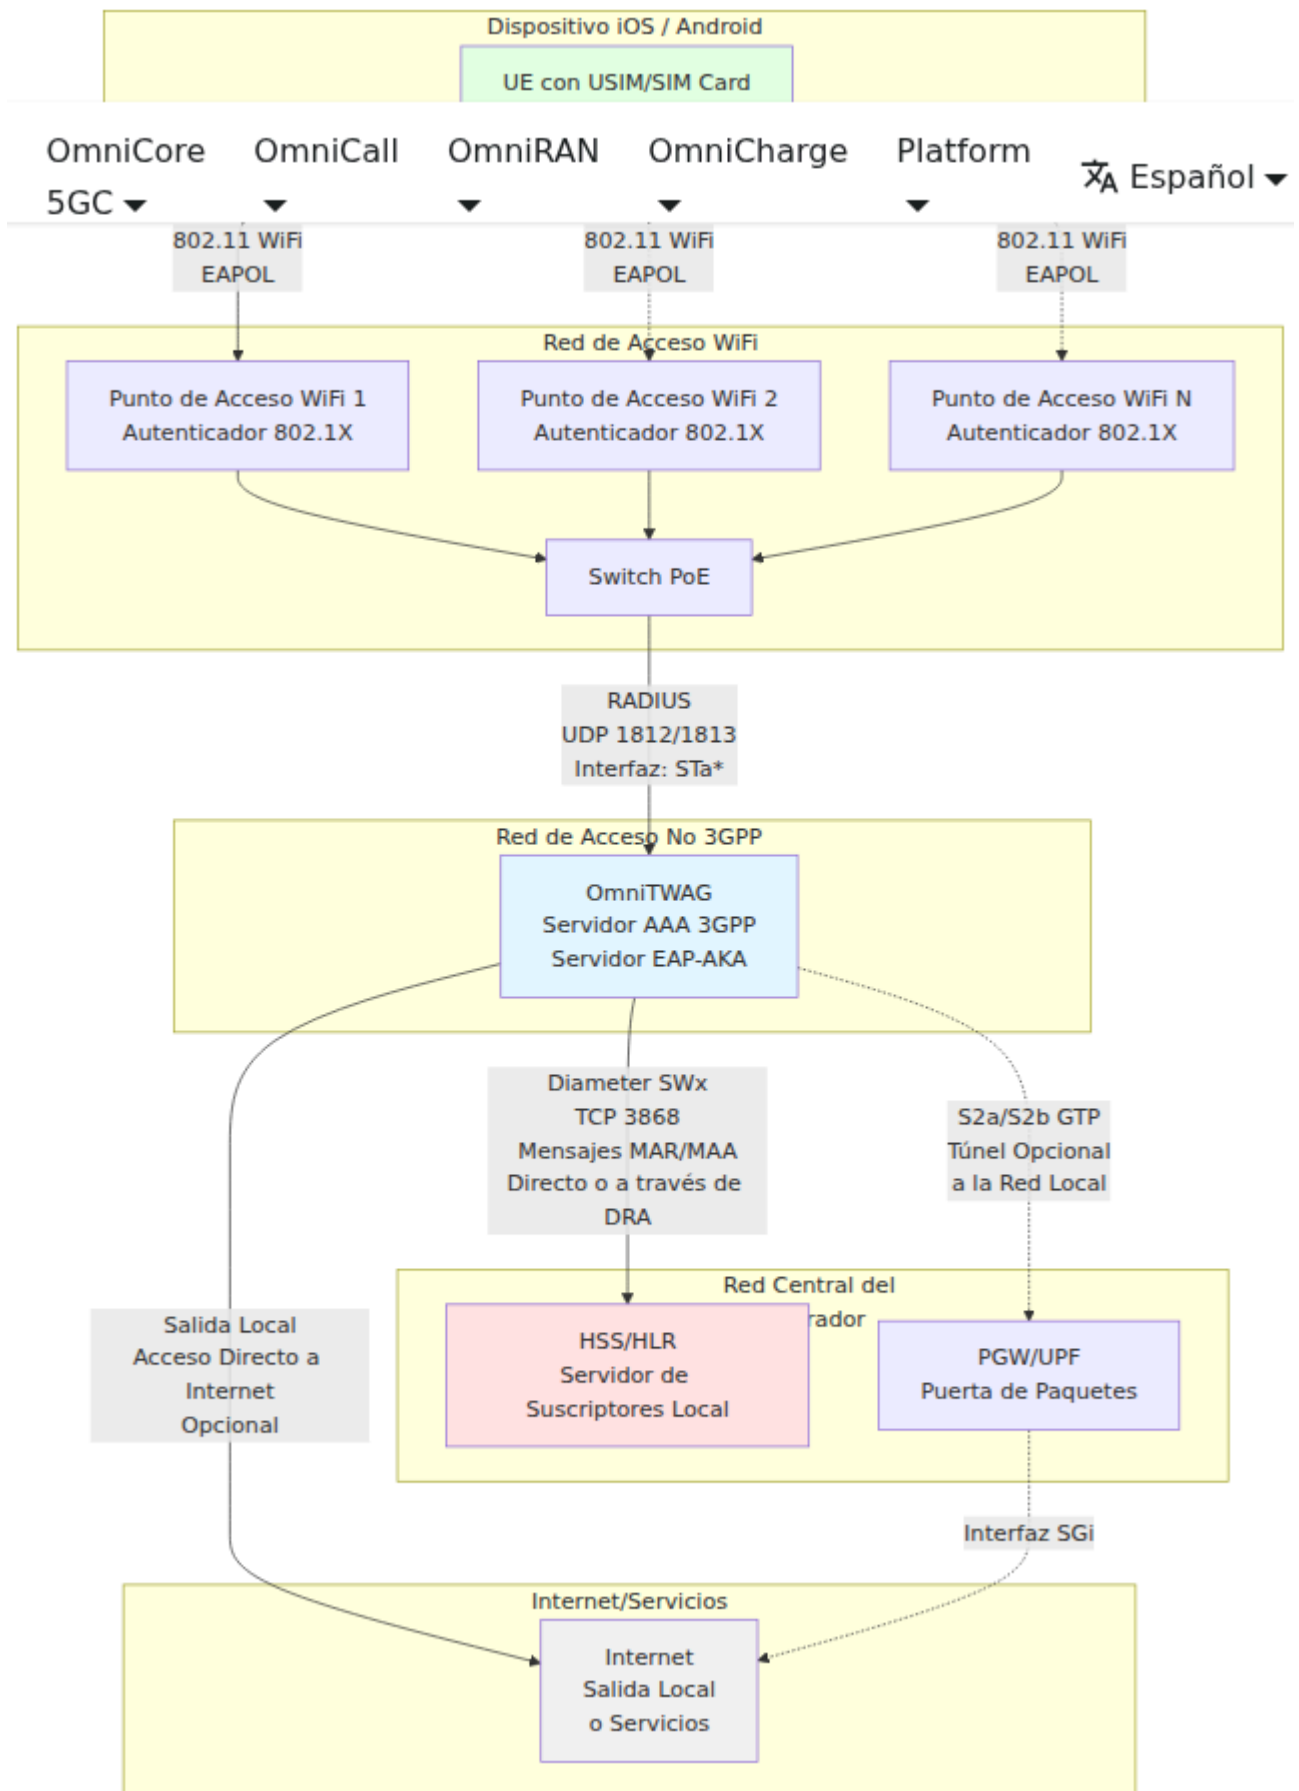 Dispositivo iOS / Android
UE con USIM/SIM Card
OmniCore 5GC
OmniCall
OmniRAN
OmniCharge
Platform
Español
802.11 WiFi
EAPOL
802.11 WiFi
EAPOL
802.11 WiFi
EAPOL
Red de Acceso WiFi
Punto de Acceso WiFi 1
Autenticador 802.1X
Punto de Acceso WiFi 2
Autenticador 802.1X
Punto de Acceso WiFi N
Autenticador 802.1X
Switch PoE
RADIUS
UDP 1812/1813
Interfaz: STa*
Red de Acceso No 3GPP
OmniTWAG
Servidor AAA 3GPP
Servidor EAP-AKA
Diameter SWx
TCP 3868
Mensajes MAR/MAA
Directo o a través de
DRA
S2a/S2b GTP
Túnel Opcional
a la Red Local
Red Central del
rador
HSS/HLR
Servidor de
Suscriptores Local
PGW/UPF
Puerta de Paquetes
Salida Local
Acceso Directo a
Internet
Opcional
Interfaz SGi
Internet/Servicios
Internet
Salida Local
o Servicios